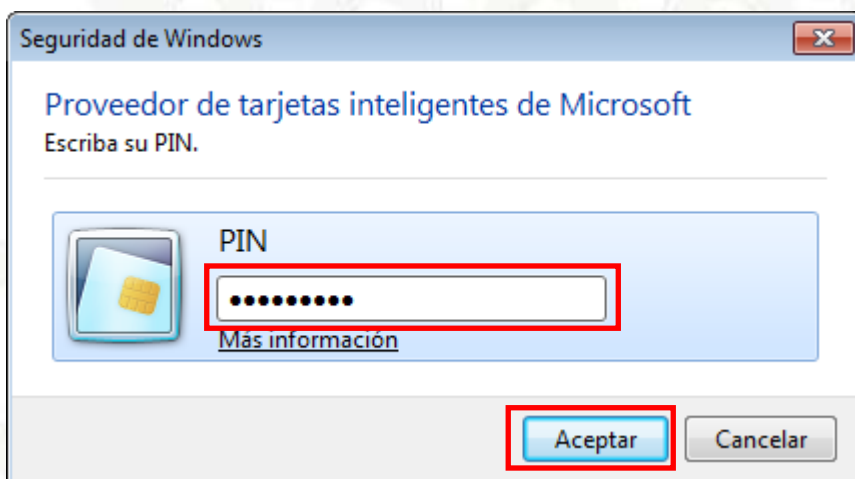 Seguridad de Windows
Proveedor de tarjetas inteligentes de Microsoft
Escriba su PIN.
PIN
●●●●●●●●●
Más información
Aceptar
Cancelar